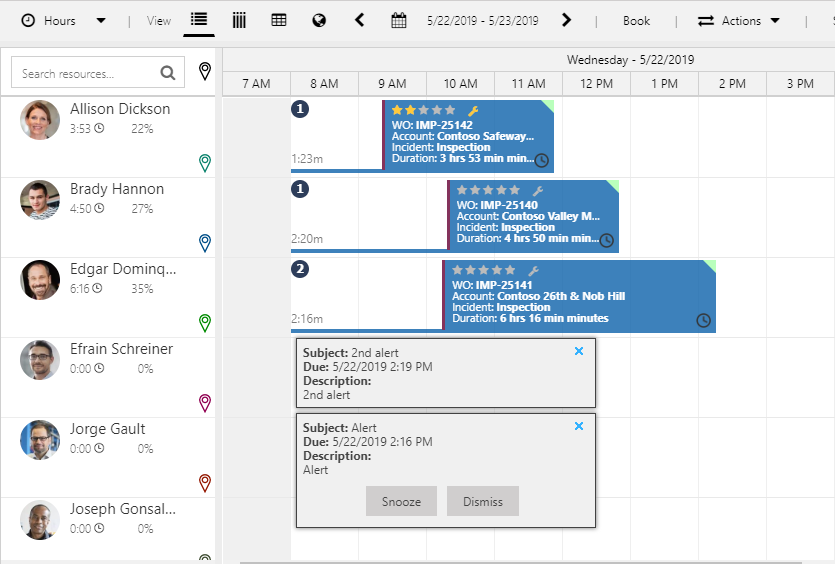 Hours View 5/22/2019 - 5/23/2019 Book Actions
Search resources...
Wednesday - 5/22/2019
7 AM 8 AM 9 AM 10 AM 11 AM 12 PM 1 PM 2 PM 3 PM
Allison Dickson
3:53 22%
1
1:23m
WO: IMP-25142
Account: Contoso Safeway...
Incident: Inspection
Duration: 3 hrs 53 min min...
Brady Hannon
4:50 27%
1
2:20m
WO: IMP-25140
Account: Contoso Valley M...
Incident: Inspection
Duration: 4 hrs 50 min min...
Edgar Dominq...
6:16 35%
2
2:16m
WO: IMP-25141
Account: Contoso 26th & Nob Hill
Incident: Inspection
Duration: 6 hrs 16 min minutes
Efrain Schreiner
0:00 0%
Subject: 2nd alert
Due: 5/22/2019 2:19 PM
Description:
2nd alert
Jorge Gault
0:00 0%
Subject: Alert
Due: 5/22/2019 2:16 PM
Description:
Alert
Snooze Dismiss
Joseph Gonsal...
0:00 0%